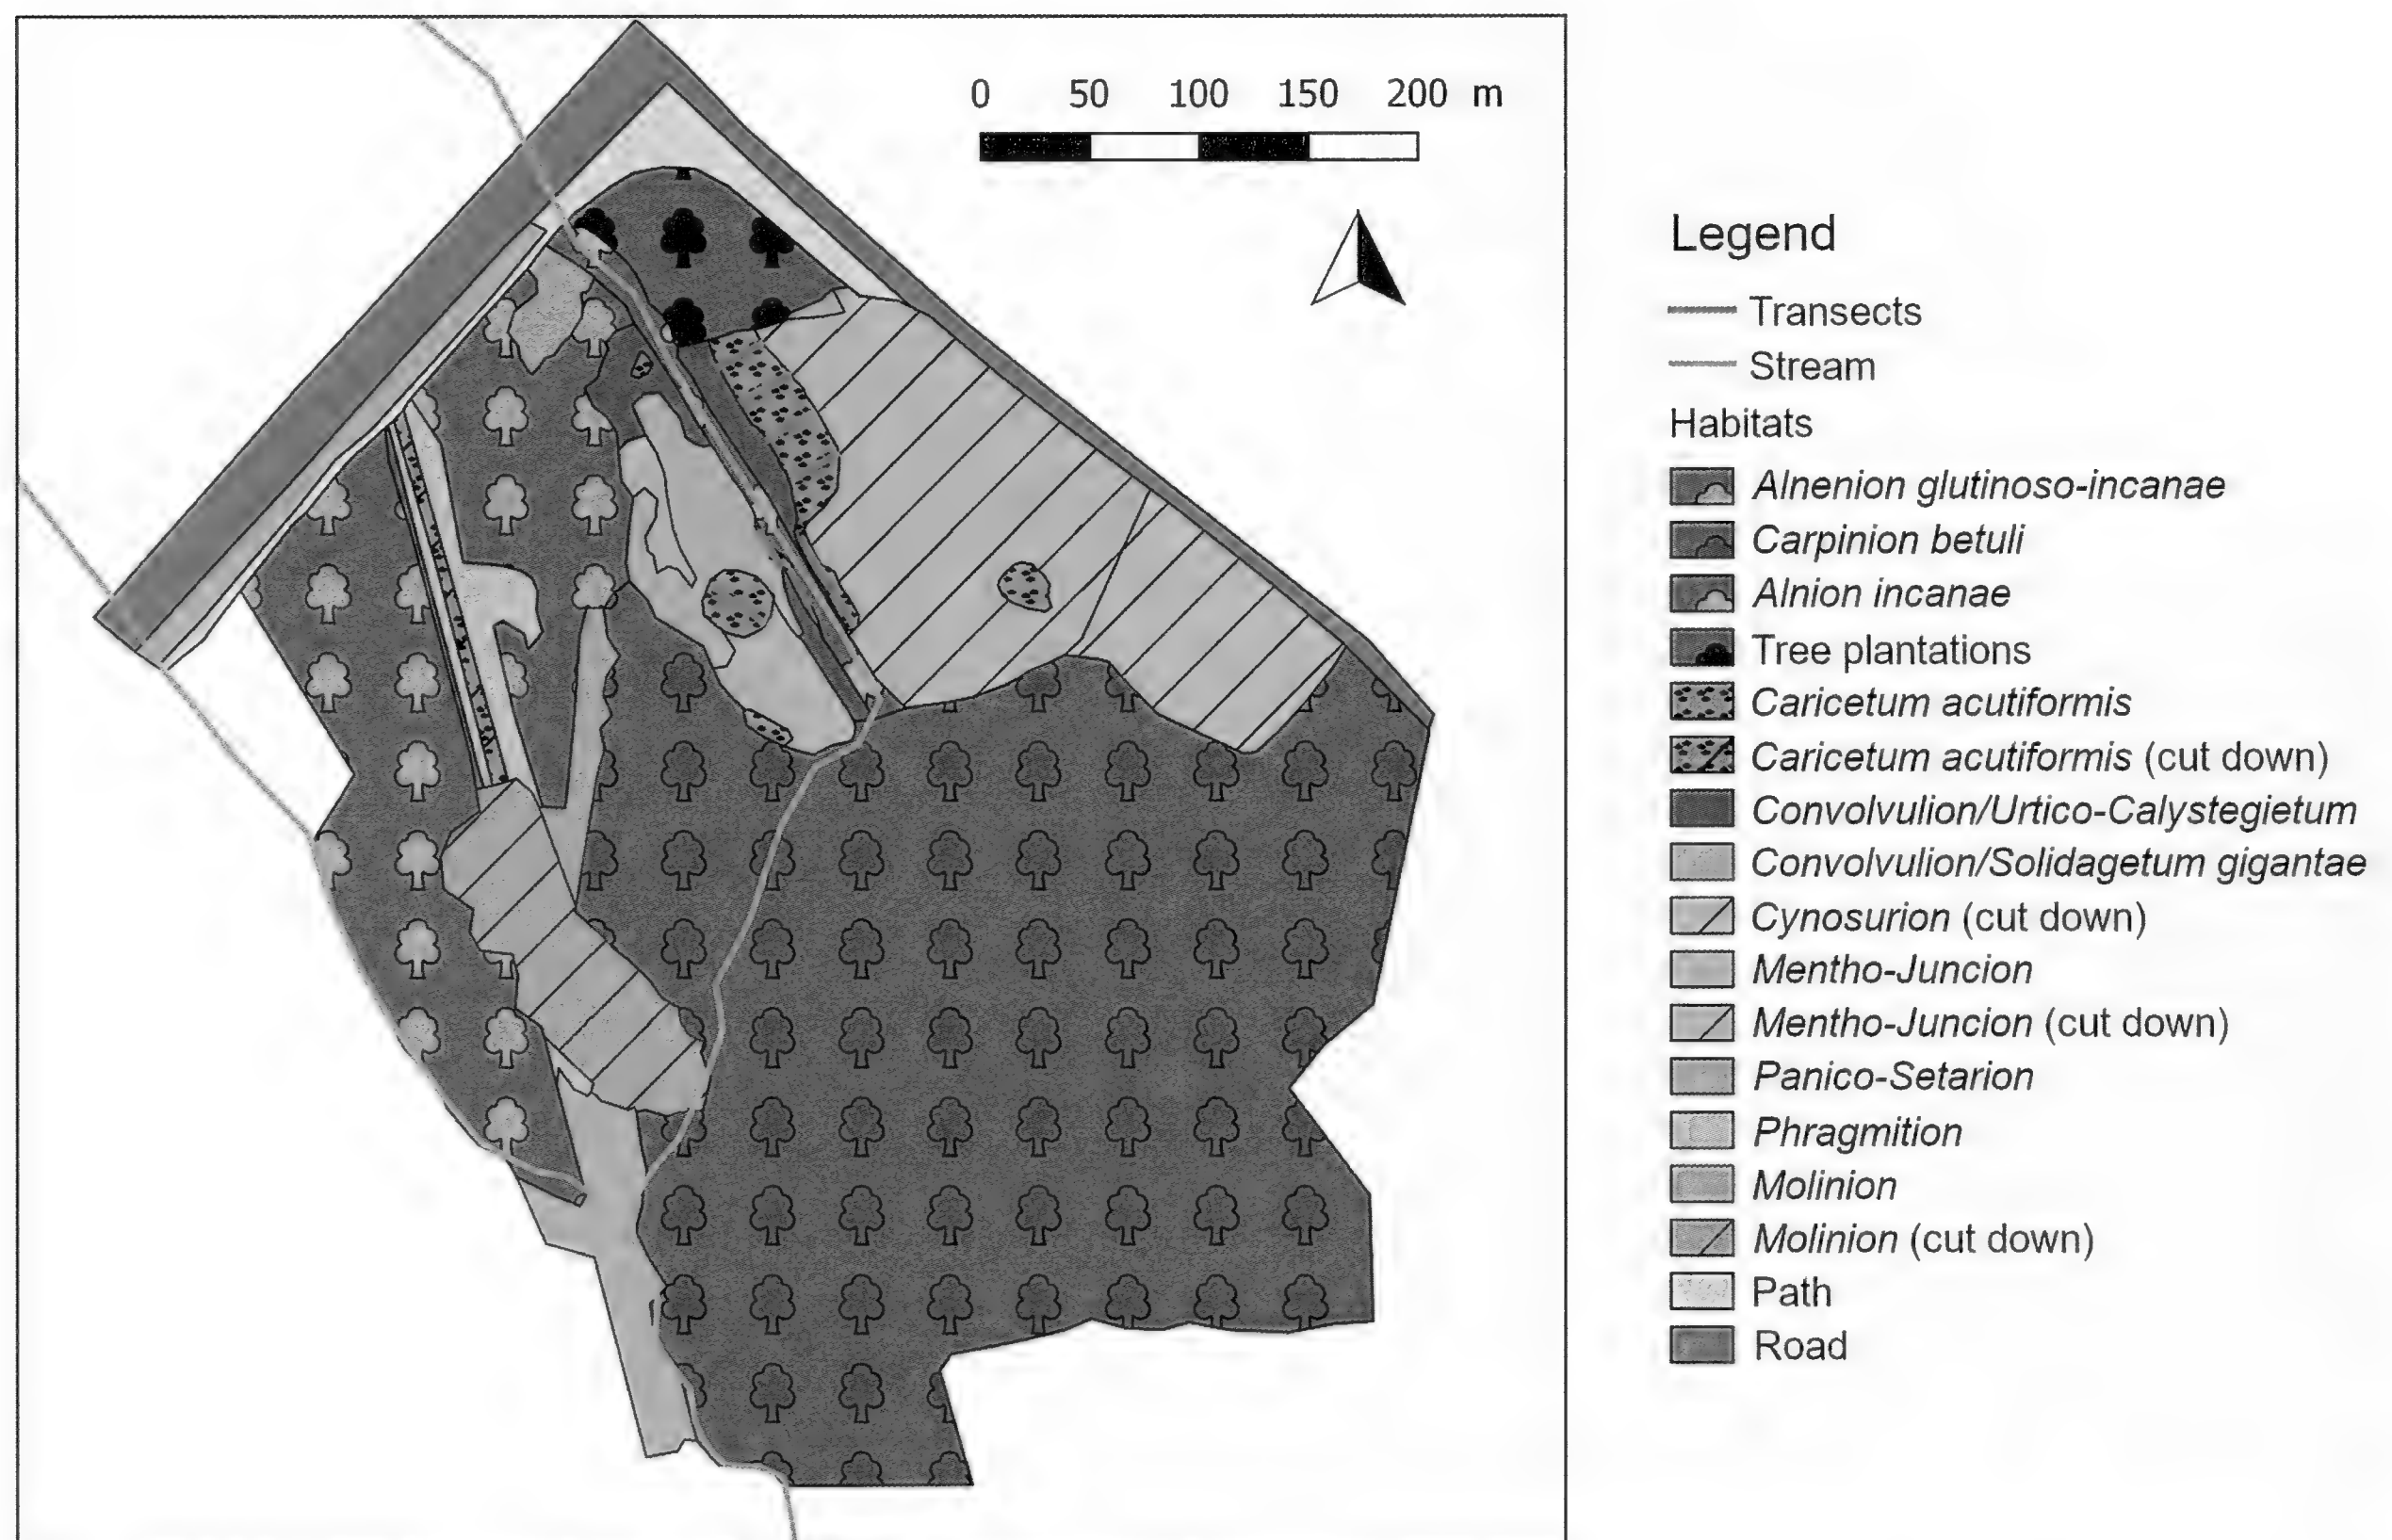 0 50 100 150 200 m
Legend
Transects
Stream
Habitats
Alnenion glutinoso-incanae
Carpinion betuli
Alnion incanae
Tree plantations
Caricetum acutiformis
Caricetum acutiformis (cut down)
Convolvulion/Urtico-Calystegietum
Convolvulion/Solidagetum gigantae
Cynosurion (cut down)
Mentho-Juncion
Mentho-Juncion (cut down)
Panico-Setarion
Phragmition
Molinion
Molinion (cut down)
Path
Road